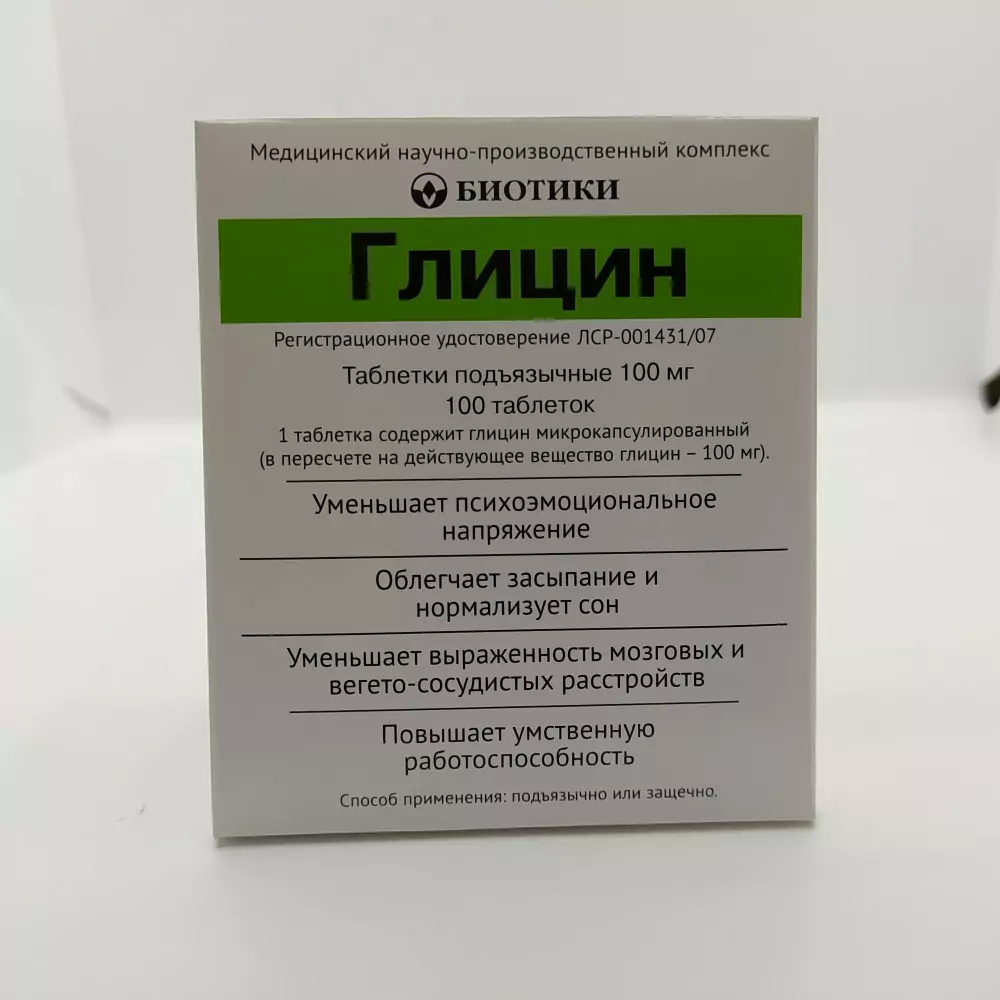 Медицинский научно-производственный комплекс
БИОТИКИ
Глицин
Регистрационное удостоверение ЛСР-001431/07
Таблетки подъязычные 100 мг
100 таблеток
1 таблетка содержит глицин микрокапсулированный
(в пересчете на действующее вещество глицин – 100 мг).
Уменьшает психоэмоциональное
напряжение
Облегчает засыпание и
нормализует сон
Уменьшает выраженность мозговых и
вегето-сосудистых расстройств
Повышает умственную
работоспособность
Способ применения: подъязычно или защечно.